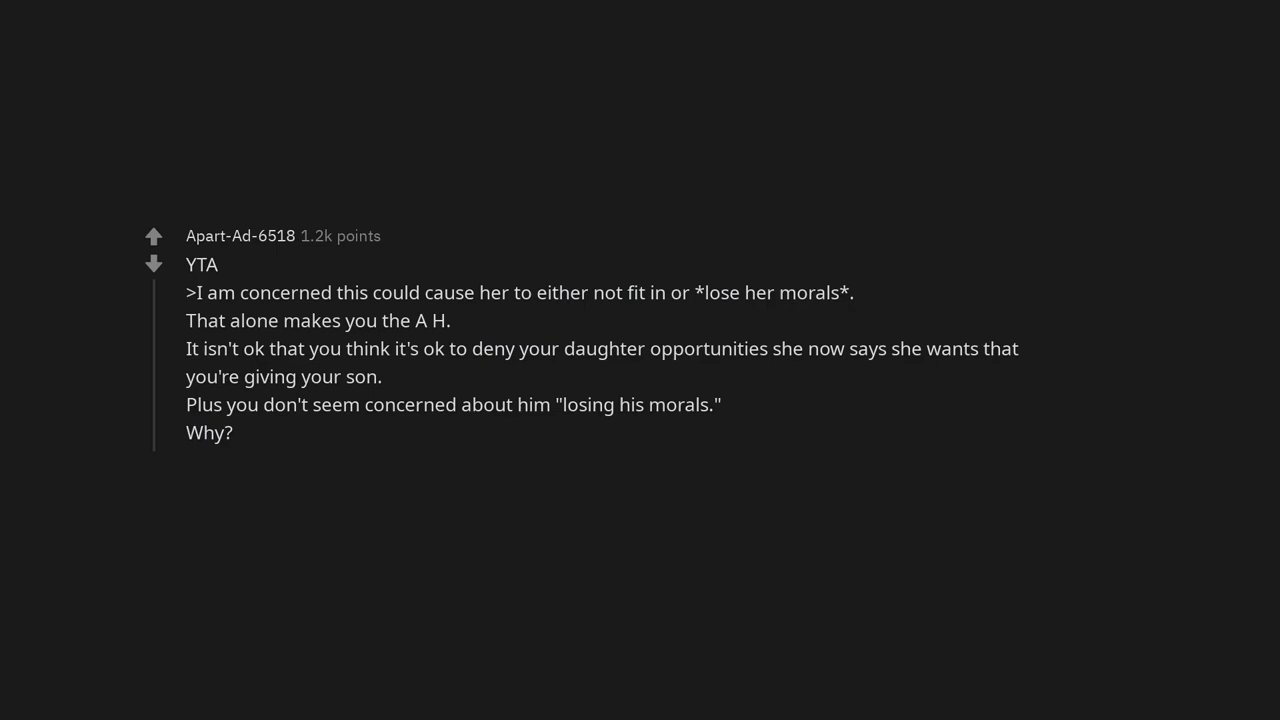 Apart-Ad-6518 1.2k points
YTA
>I am concerned this could cause her to either not fit in or *lose her morals*.
That alone makes you the A H.
It isn't ok that you think it's ok to deny your daughter opportunities she now says she wants that
you're giving your son.
Plus you don't seem concerned about him "losing his morals."
Why?